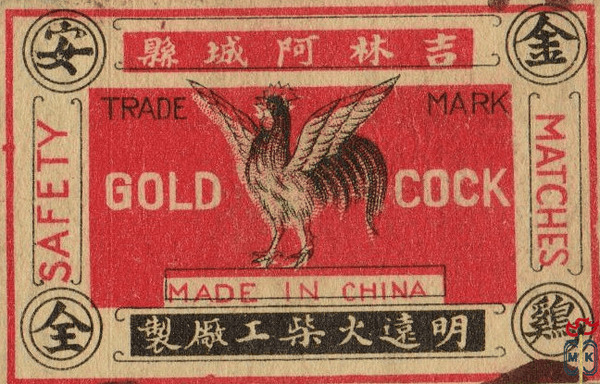 吉林阿城縣
金鷄
安全
TRADE MARK
GOLD COCK
SAFETY
MATCHES
MADE IN CHINA
明遠火柴工廠製
MK